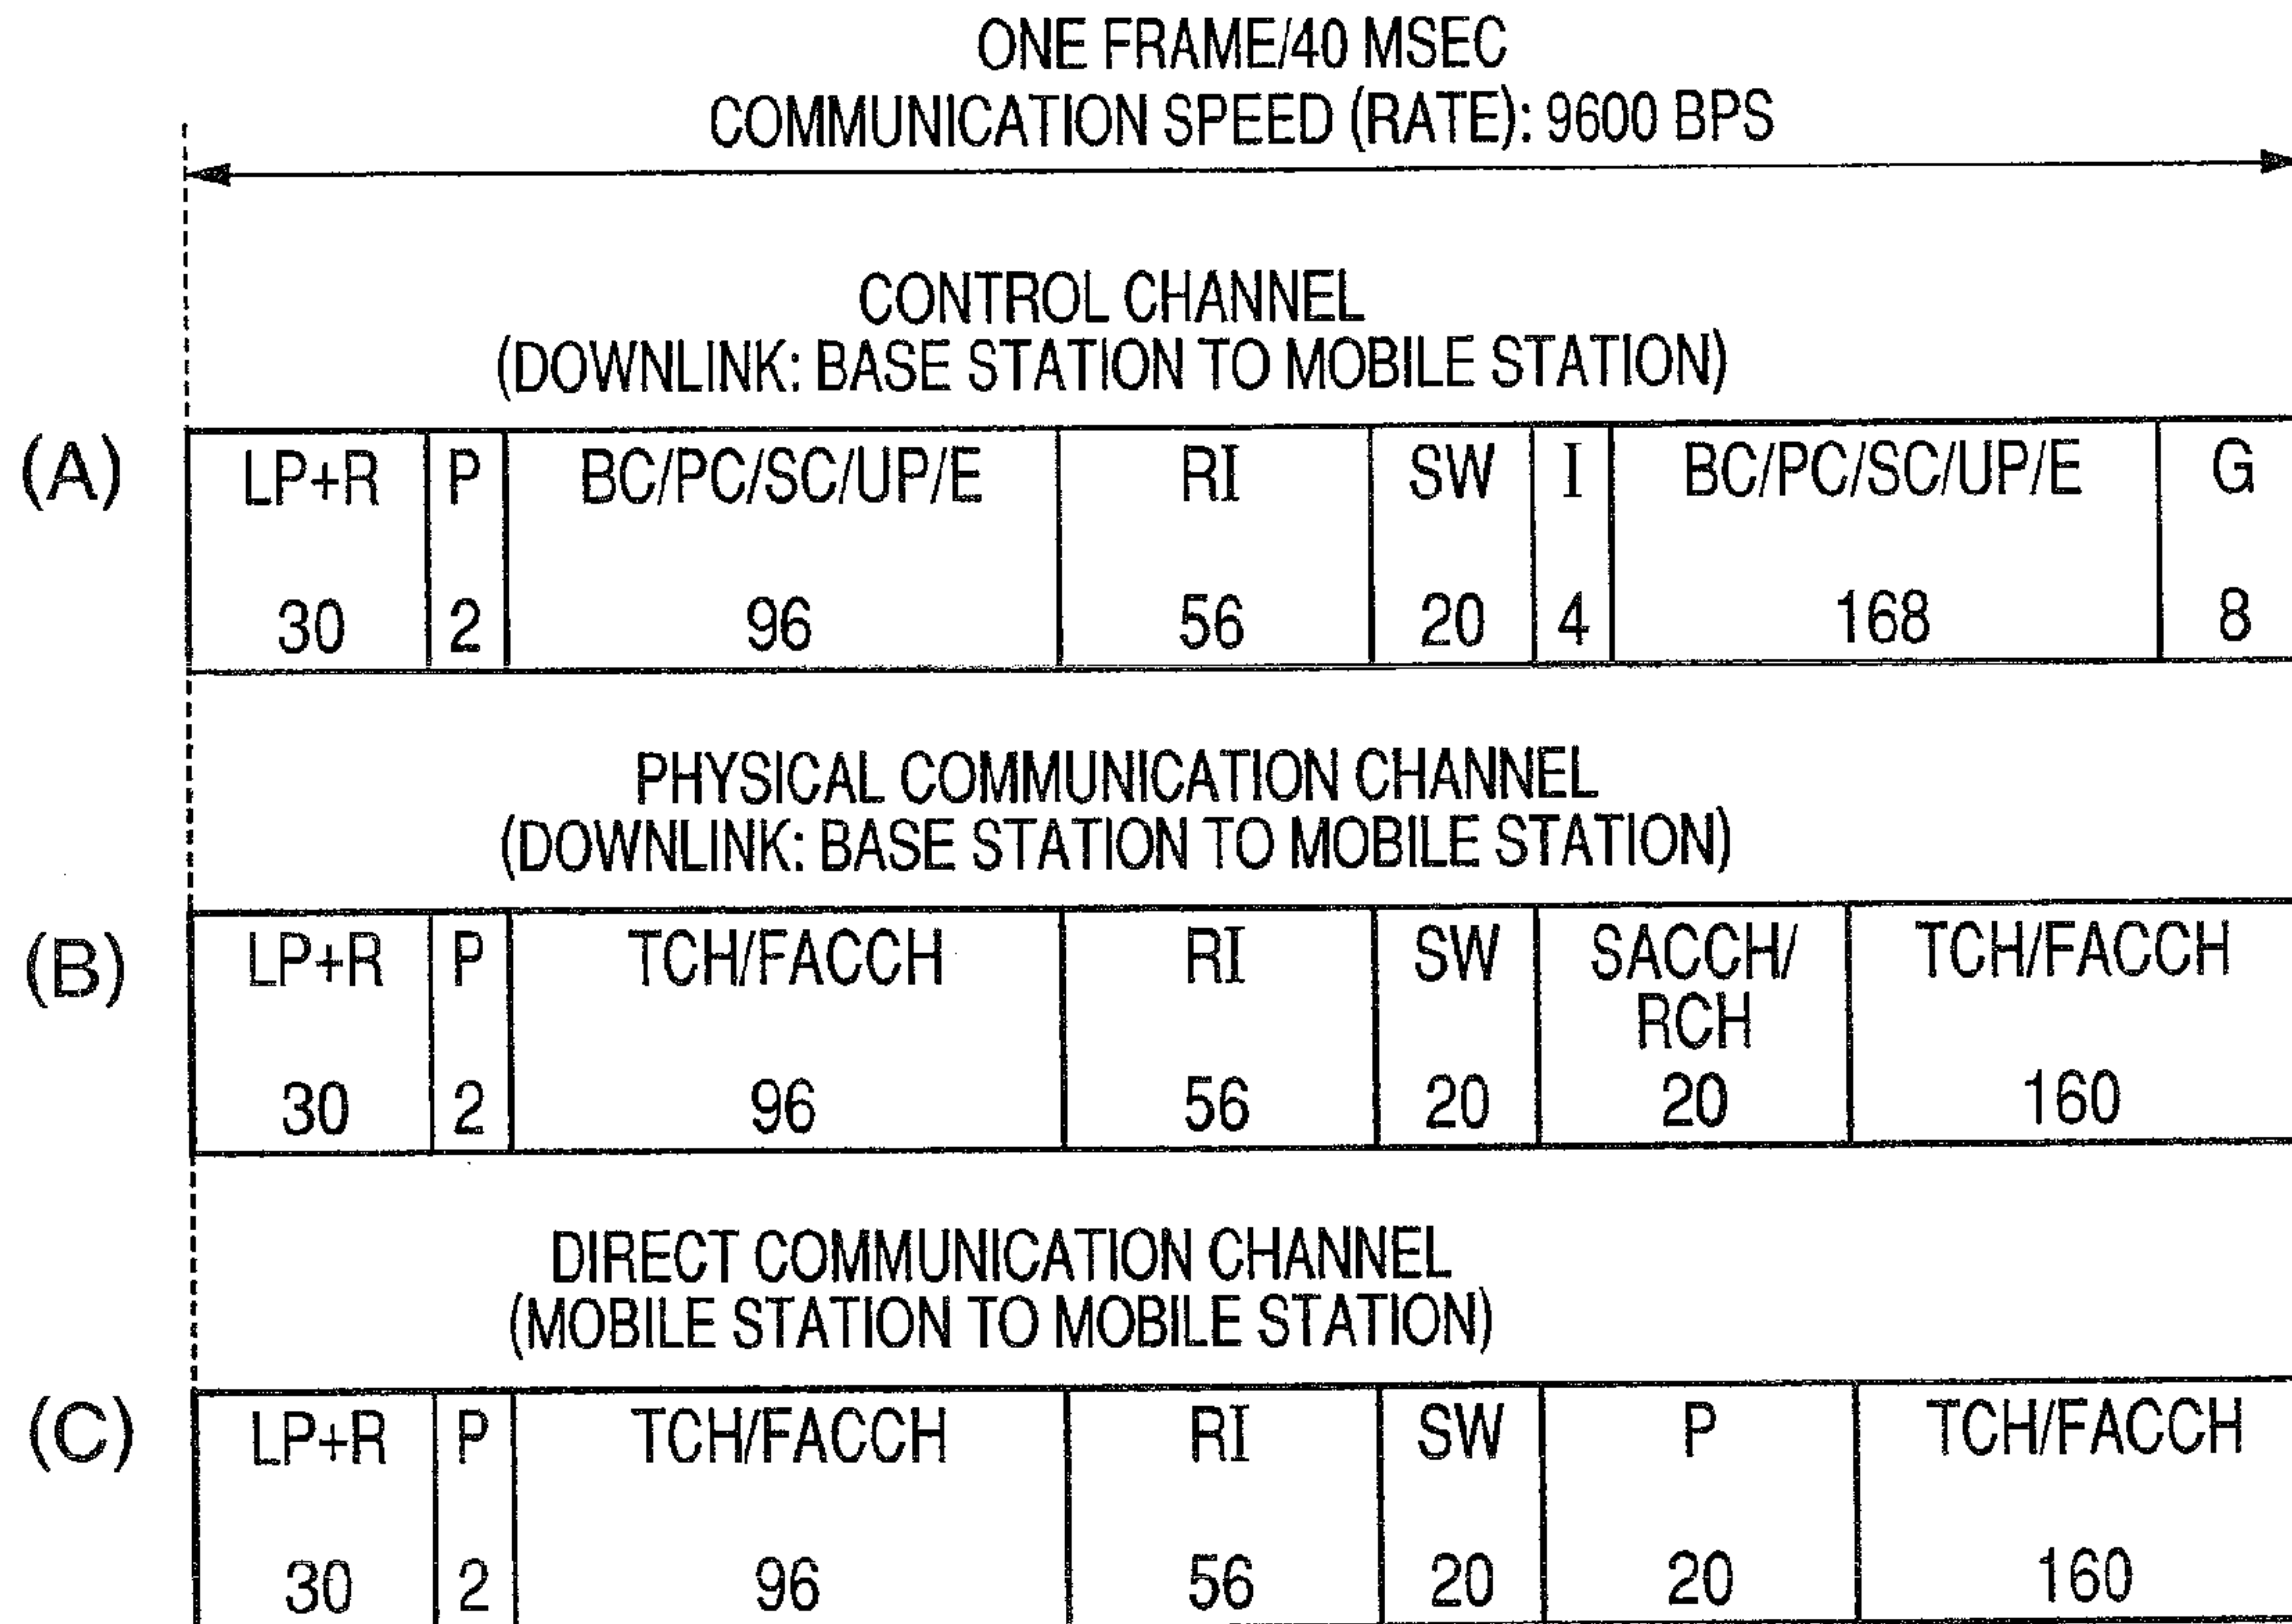 ONE FRAME/40 MSEC
COMMUNICATION SPEED (RATE): 9600 BPS
CONTROL CHANNEL
(DOWNLINK: BASE STATION TO MOBILE STATION)
(A) LP+R P BC/PC/SC/UP/E RI SW I BC/PC/SC/UP/E G
30 2 96 56 20 4 168 8
PHYSICAL COMMUNICATION CHANNEL
(DOWNLINK: BASE STATION TO MOBILE STATION)
(B) LP+R P TCH/FACCH RI SW SACCH/ TCH/FACCH
RCH
30 2 96 56 20 20 160
DIRECT COMMUNICATION CHANNEL
(MOBILE STATION TO MOBILE STATION)
(C) LP+R P TCH/FACCH RI SW P TCH/FACCH
30 2 96 56 20 20 160